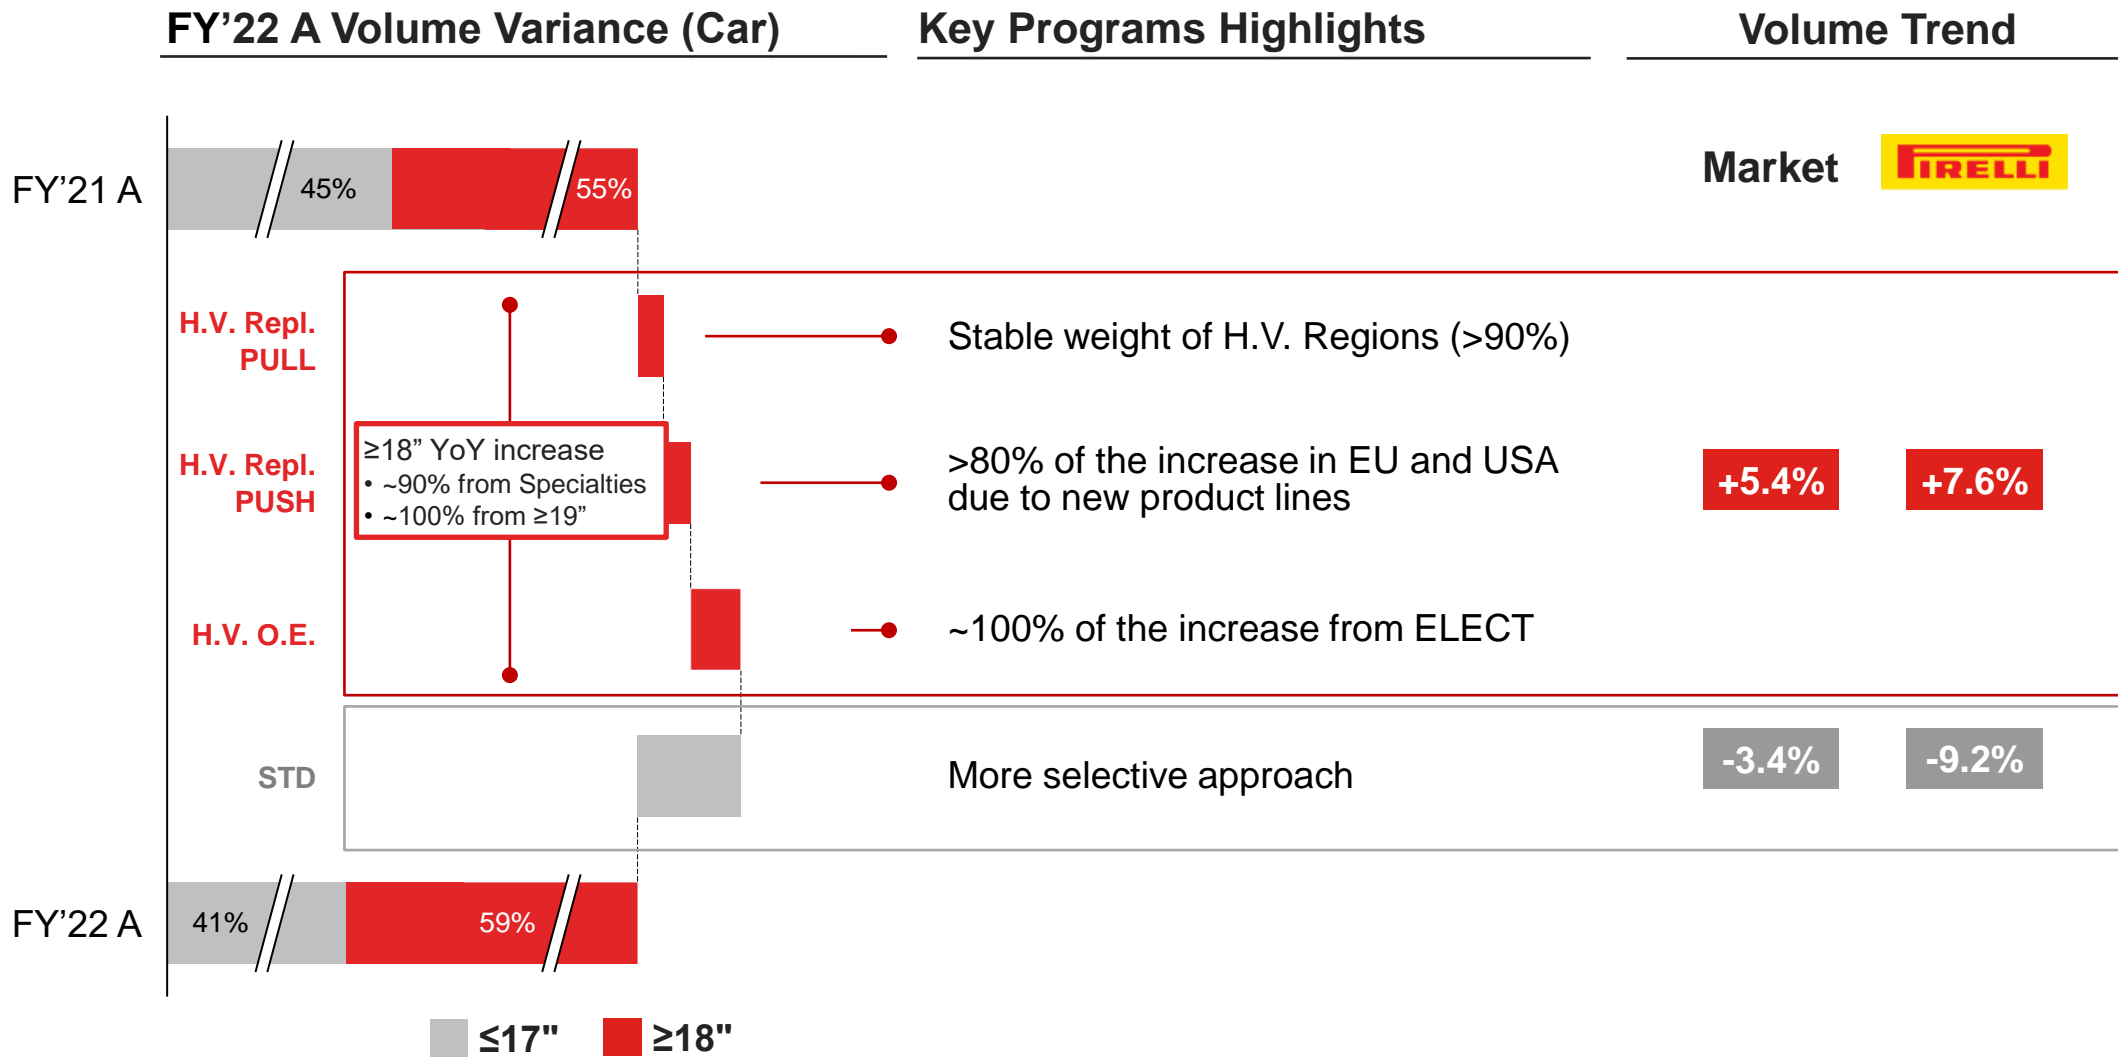 FY’22 A Volume Variance (Car)
Key Programs Highlights
Volume Trend
FY’21 A
45%
55%
Market
PIRELLI
H.V. Repl.
PULL
Stable weight of H.V. Regions (>90%)
H.V. Repl.
PUSH
≥18” YoY increase
• ~90% from Specialties
• ~100% from ≥19”
>80% of the increase in EU and USA
due to new product lines
+5.4%
+7.6%
H.V. O.E.
~100% of the increase from ELECT
STD
More selective approach
-3.4%
-9.2%
FY’22 A
41%
59%
≤17"
≥18"